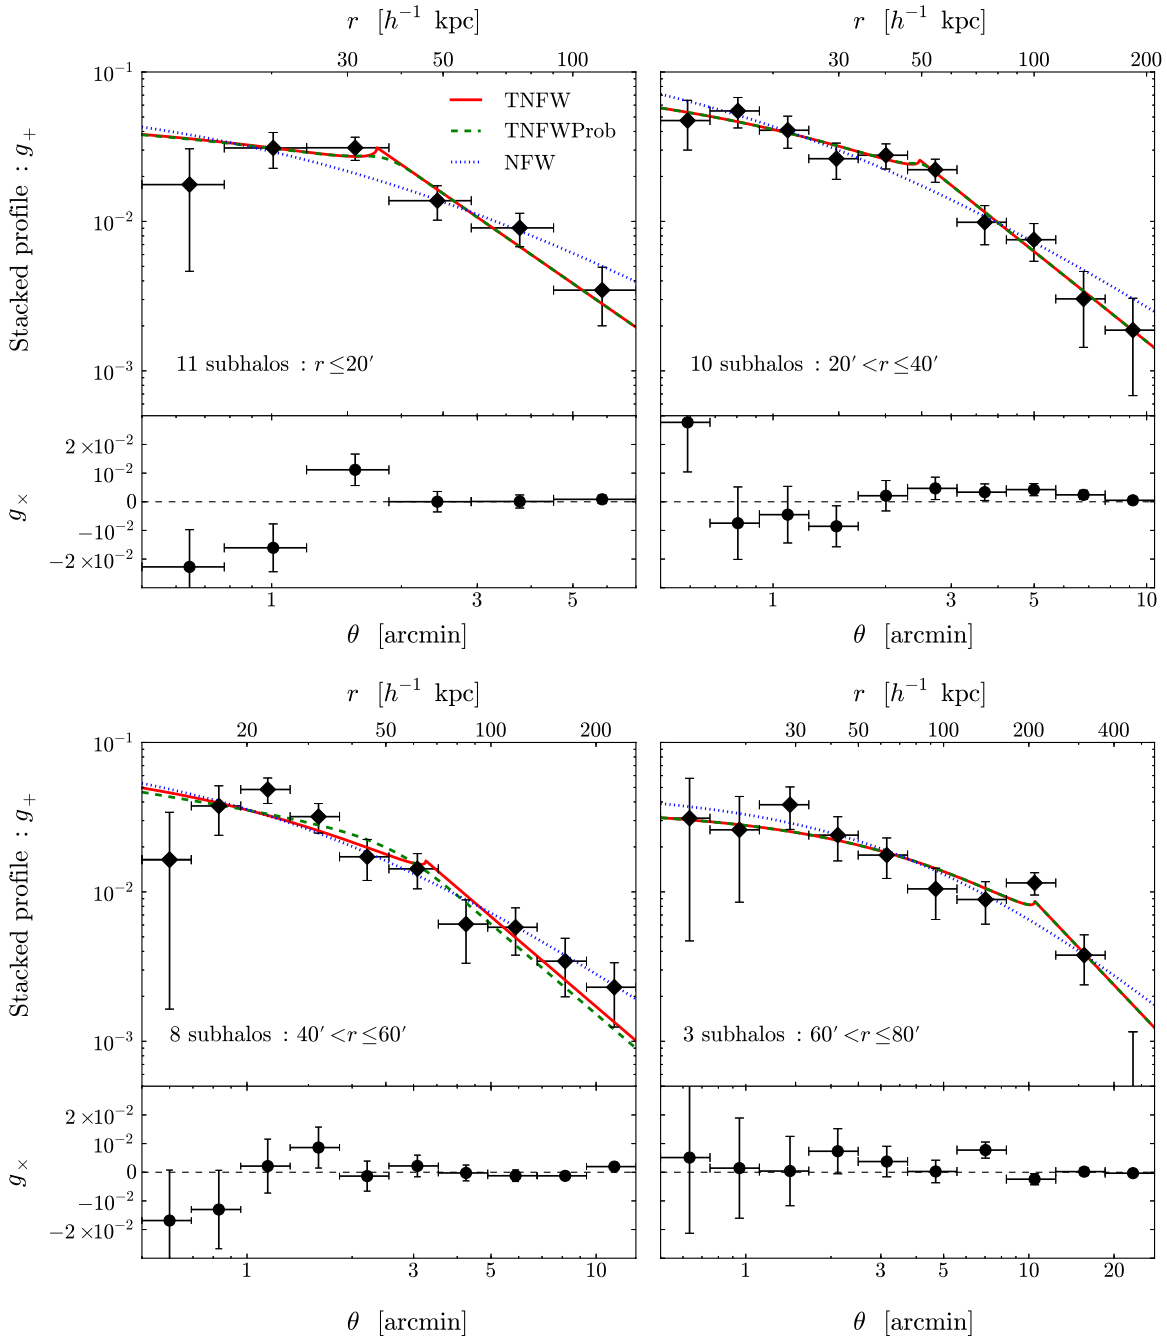 r [h⁻¹ kpc]
30 50 100
10⁻¹
10⁻²
10⁻³
Stacked profile : g₊
TNFW
TNFWProb
NFW
11 subhalos : r ≤20′
2 ×10⁻²
10⁻²
0
−10⁻²
−2 ×10⁻²
g×
1 3 5
θ [arcmin]
r [h⁻¹ kpc]
30 50 100 200
10 subhalos : 20′ <r ≤40′
1 3 5 10
θ [arcmin]
r [h⁻¹ kpc]
20 50 100 200
10⁻¹
10⁻²
10⁻³
Stacked profile : g₊
8 subhalos : 40′ <r ≤60′
2 ×10⁻²
10⁻²
0
−10⁻²
−2 ×10⁻²
g×
1 5 10
θ [arcmin]
r [h⁻¹ kpc]
30 50 100 200 400
3 subhalos : 60′ <r ≤80′
1 3 5 10 20
θ [arcmin]